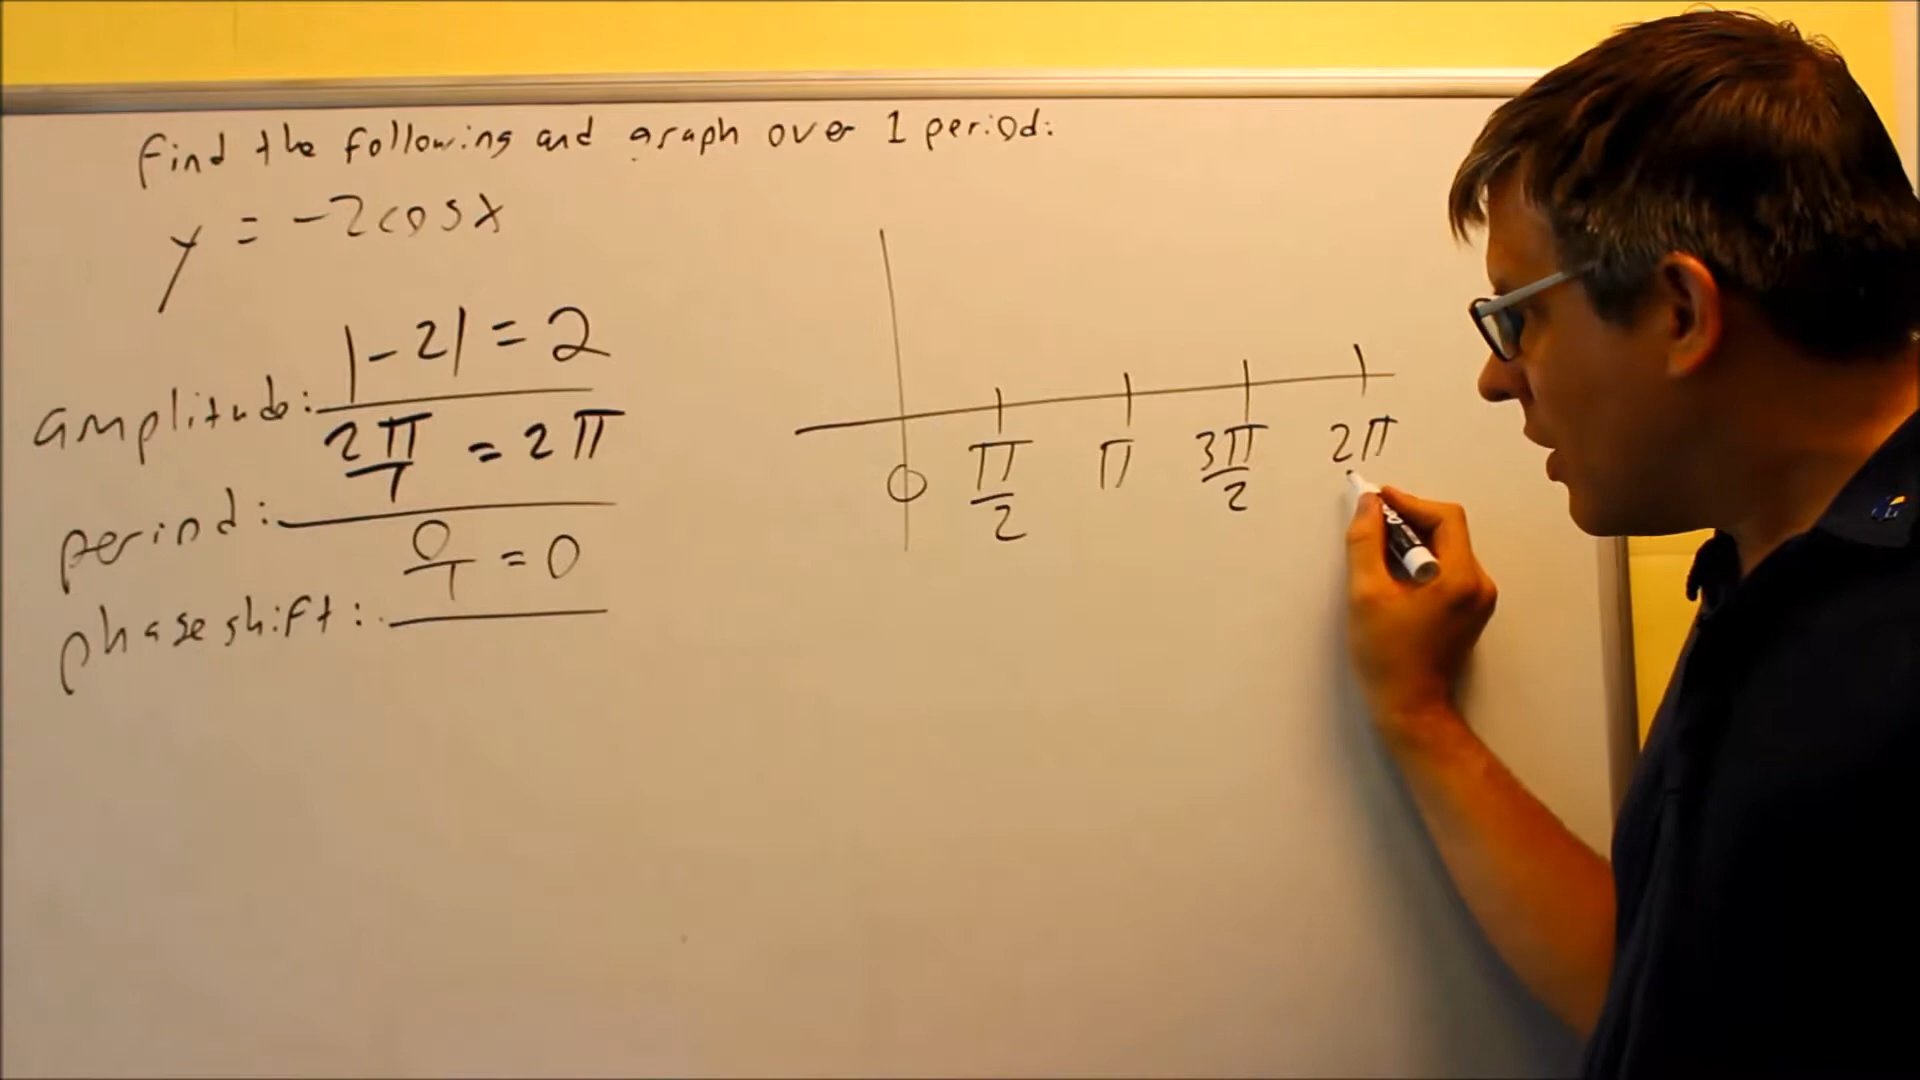 Find the following and graph over 1 period:
y = -2cosx
amplitude: |-2| = 2
period: 2π/1 = 2π
phase shift: 0/1 = 0
0 π/2 π 3π/2 2π